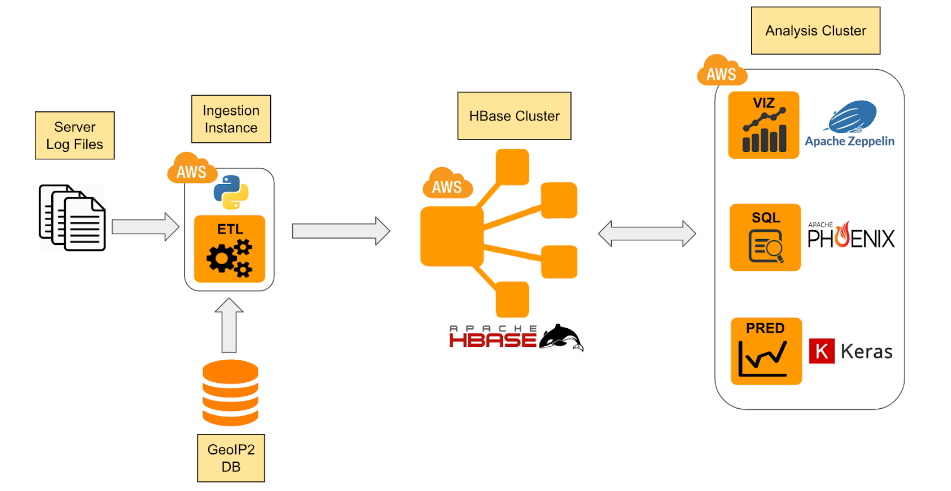 Server
Log Files
Ingestion
Instance
AWS
ETL
GeoIP2
DB
HBase Cluster
AWS
APACHE
HBASE
Analysis Cluster
AWS
VIZ
Apache Zeppelin
SQL
APACHE
PHOENIX
PRED
K
Keras